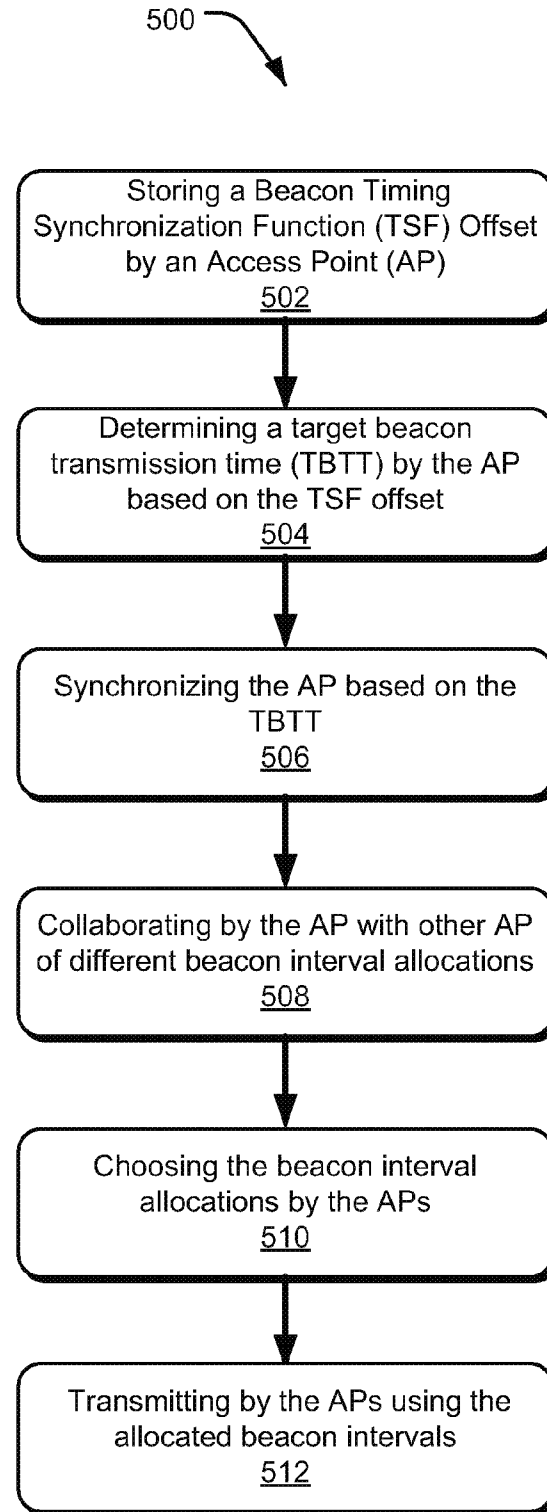 500
Storing a Beacon Timing
Synchronization Function (TSF) Offset
by an Access Point (AP)
502
Determining a target beacon
transmission time (TBTT) by the AP
based on the TSF offset
504
Synchronizing the AP based on the
TBTT
506
Collaborating by the AP with other AP
of different beacon interval allocations
508
Choosing the beacon interval
allocations by the APs
510
Transmitting by the APs using the
allocated beacon intervals
512